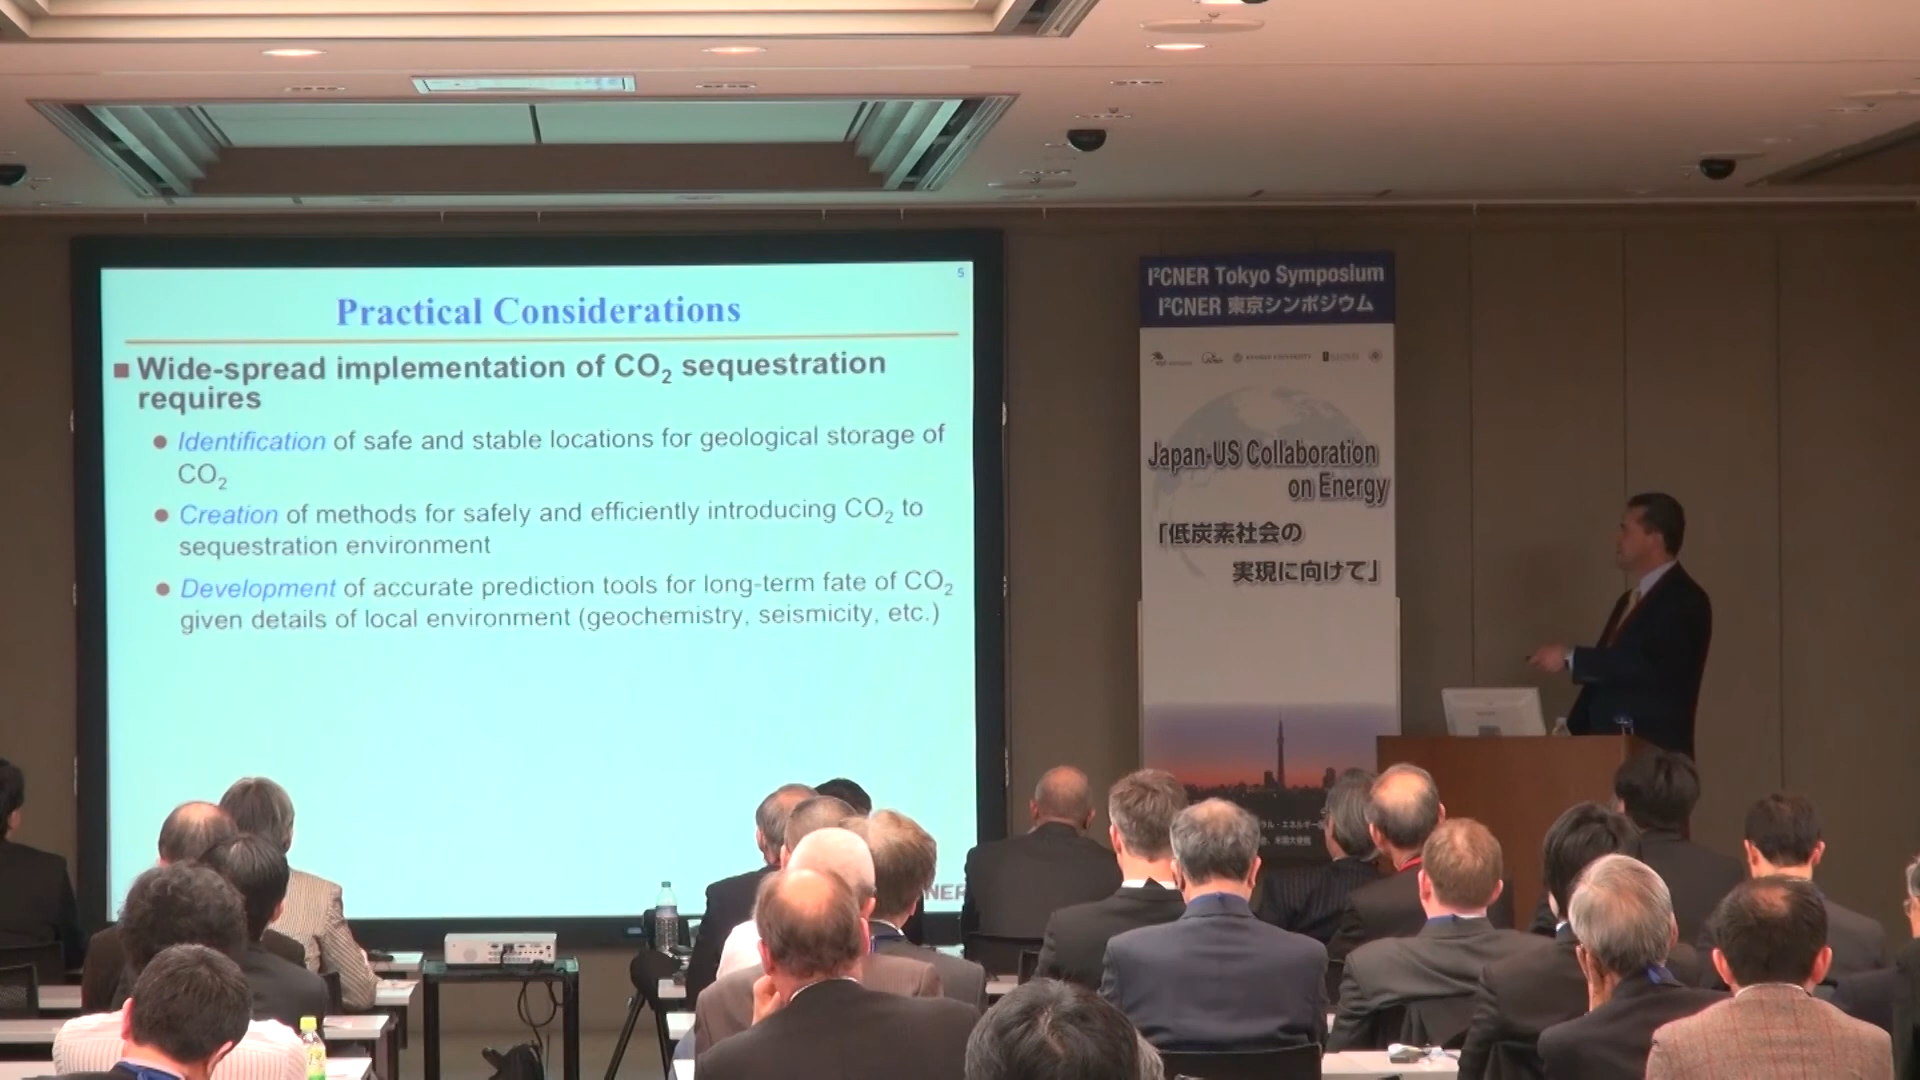 5
Practical Considerations
Wide-spread implementation of CO2 sequestration
requires
Identification of safe and stable locations for geological storage of
CO2
Creation of methods for safely and efficiently introducing CO2 to
sequestration environment
Development of accurate prediction tools for long-term fate of CO2
given details of local environment (geochemistry, seismicity, etc.)
NER
I²CNER Tokyo Symposium
I²CNER 東京シンポジウム
KYUSHU UNIVERSITY
Japan-US Collaboration
on Energy
「低炭素社会の
実現に向けて」